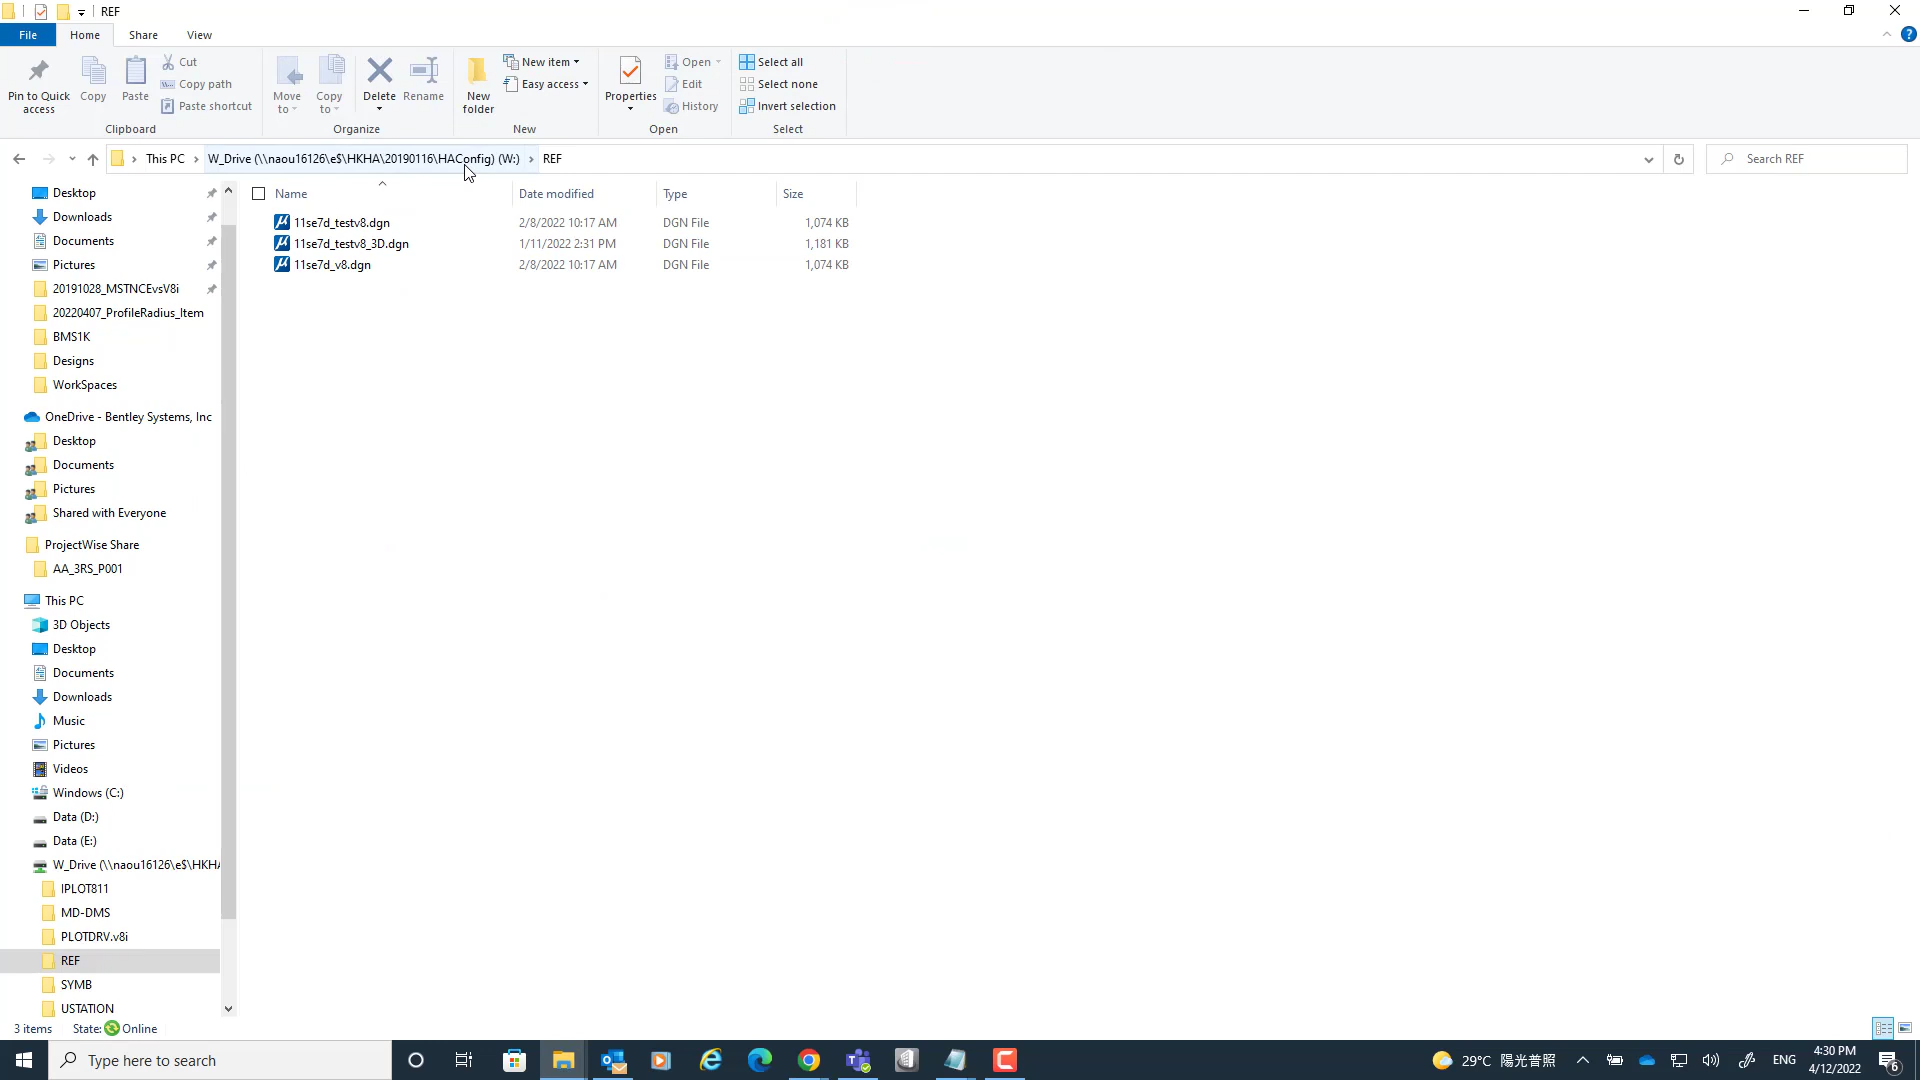 REF
File Home Share View
Pin to Quick access
Copy
Paste
Cut
Copy path
Paste shortcut
Clipboard
Move to
Copy to
Delete
Rename
Organize
New folder
New item
Easy access
New
Properties
Open
Edit
History
Open
Select all
Select none
Invert selection
Select
This PC W_Drive (\\naou16126\e$\HKHA\20190116\HAConfig) (W:) REF
Search REF
Name Date modified Type Size
11se7d_testv8.dgn 2/8/2022 10:17 AM DGN File 1,074 KB
11se7d_testv8_3D.dgn 1/11/2022 2:31 PM DGN File 1,181 KB
11se7d_v8.dgn 2/8/2022 10:17 AM DGN File 1,074 KB
Desktop
Downloads
Documents
Pictures
20191028_MSTNCEvsV8i
20220407_ProfileRadius_Item
BMS1K
Designs
WorkSpaces
OneDrive - Bentley Systems, Inc
Desktop
Documents
Pictures
Shared with Everyone
ProjectWise Share
AA_3RS_P001
This PC
3D Objects
Desktop
Documents
Downloads
Music
Pictures
Videos
Windows (C:)
Data (D:)
Data (E:)
W_Drive (\\naou16126\e$\HKHA
IPLOT811
MD-DMS
PLOTDRV.v8i
REF
SYMB
USTATION
3 items State: Online
Type here to search
29°C 陽光普照
ENG
4:30 PM
4/12/2022
6